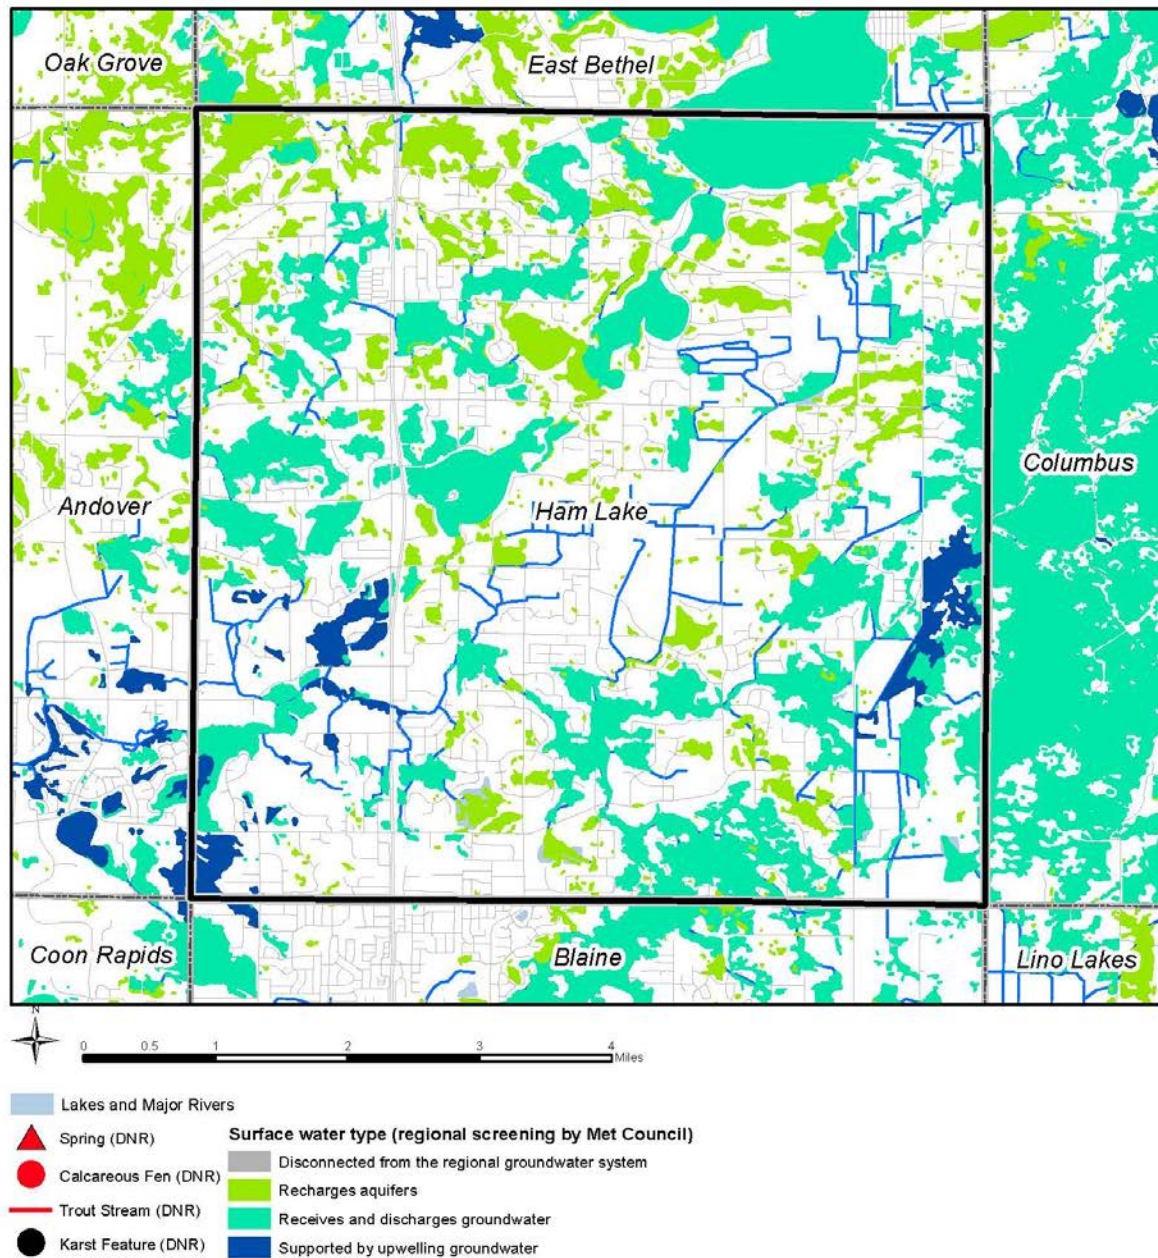 Oak Grove
East Bethel
Columbus
Andover
Ham Lake
Coon Rapids
Blaine
Lino Lakes
N
0 0.5 1 2 3 4
Miles
Lakes and Major Rivers
Spring (DNR)
Calcareous Fen (DNR)
Trout Stream (DNR)
Karst Feature (DNR)
Surface water type (regional screening by Met Council)
Disconnected from the regional groundwater system
Recharges aquifers
Receives and discharges groundwater
Supported by upwelling groundwater